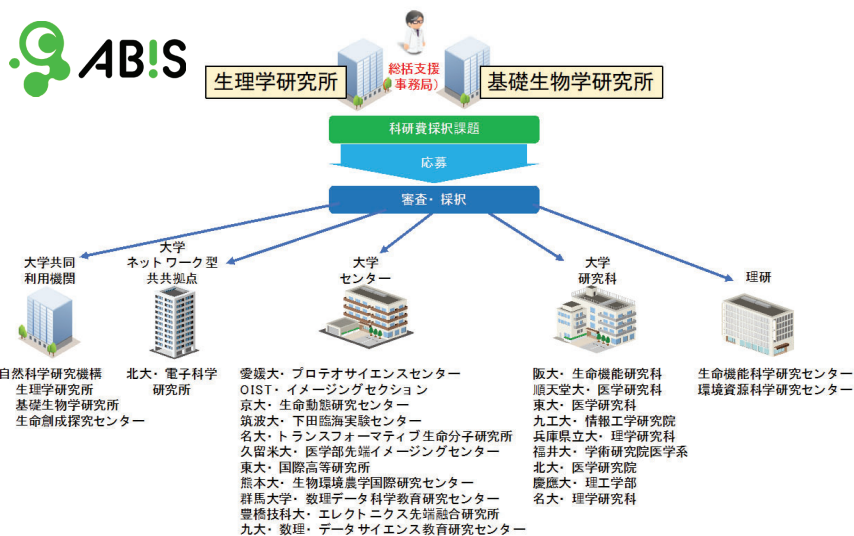 ABiS
総括支援
事務局）
生理学研究所
基礎生物学研究所
科研費採択課題
応募
審査・採択
大学共同
利用機関
大学
ネットワーク型
共共拠点
大学
センター
大学
研究科
理研
自然科学研究機構
生理学研究所
基礎生物学研究所
生命創成探究センター
北大・電子科学
研究所
愛媛大・プロテオサイエンスセンター
OIST・イメージングセクション
京大・生命動態研究センター
筑波大・下田臨海実験センター
名大・トランスフォーマティブ生命分子研究所
久留米大・医学部先端イメージングセンター
東大・国際高等研究所
熊本大・生物環境農学国際研究センター
群馬大学・数理データ科学教育研究センター
豊橋技科大・エレクトニクス先端融合研究所
九大・数理・データサイエンス教育研究センター
阪大・生命機能研究科
順天堂大・医学研究科
東大・医学研究科
九工大・情報工学研究院
兵庫県立大・理学研究科
福井大・学術研究院医学系
北大・医学研究院
慶應大・理工学部
名大・理学研究科
生命機能科学研究センター
環境資源科学研究センター